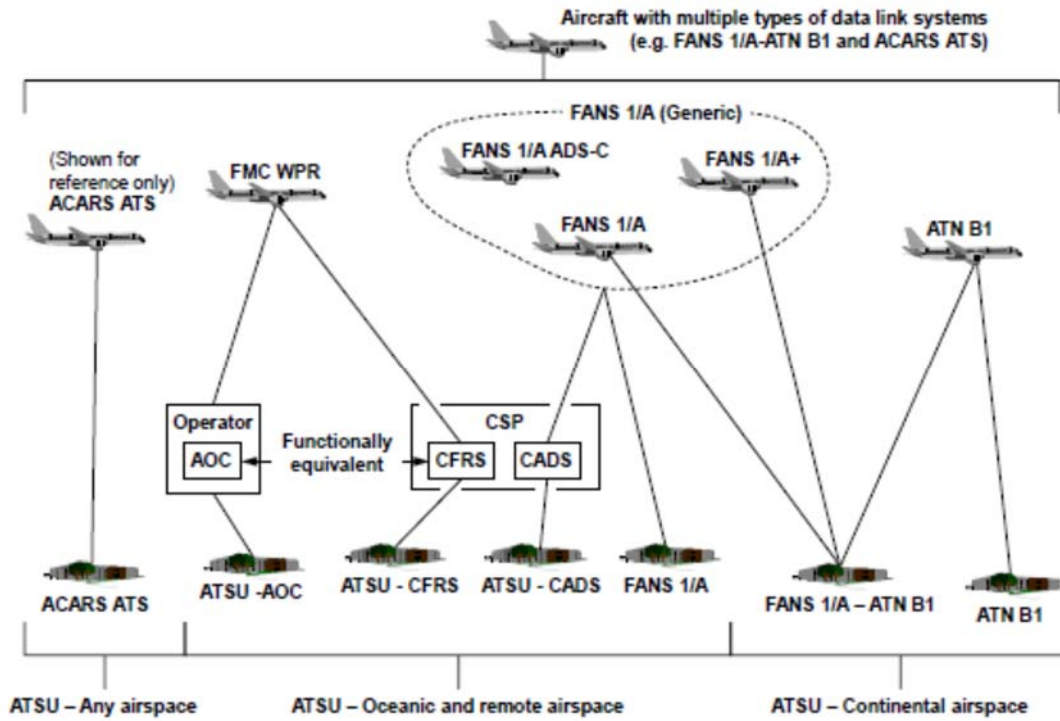 Aircraft with multiple types of data link systems
(e.g. FANS 1/A-ATN B1 and ACARS ATS)
FANS 1/A (Generic)
(Shown for
reference only)
ACARS ATS
FMC WPR
FANS 1/A ADS-C
FANS 1/A+
FANS 1/A
ATN B1
Operator
AOC
Functionally
equivalent
CSP
CFRS
CADS
ACARS ATS
ATSU -AOC
ATSU - CFRS
ATSU - CADS
FANS 1/A
FANS 1/A – ATN B1
ATN B1
ATSU – Any airspace
ATSU – Oceanic and remote airspace
ATSU – Continental airspace